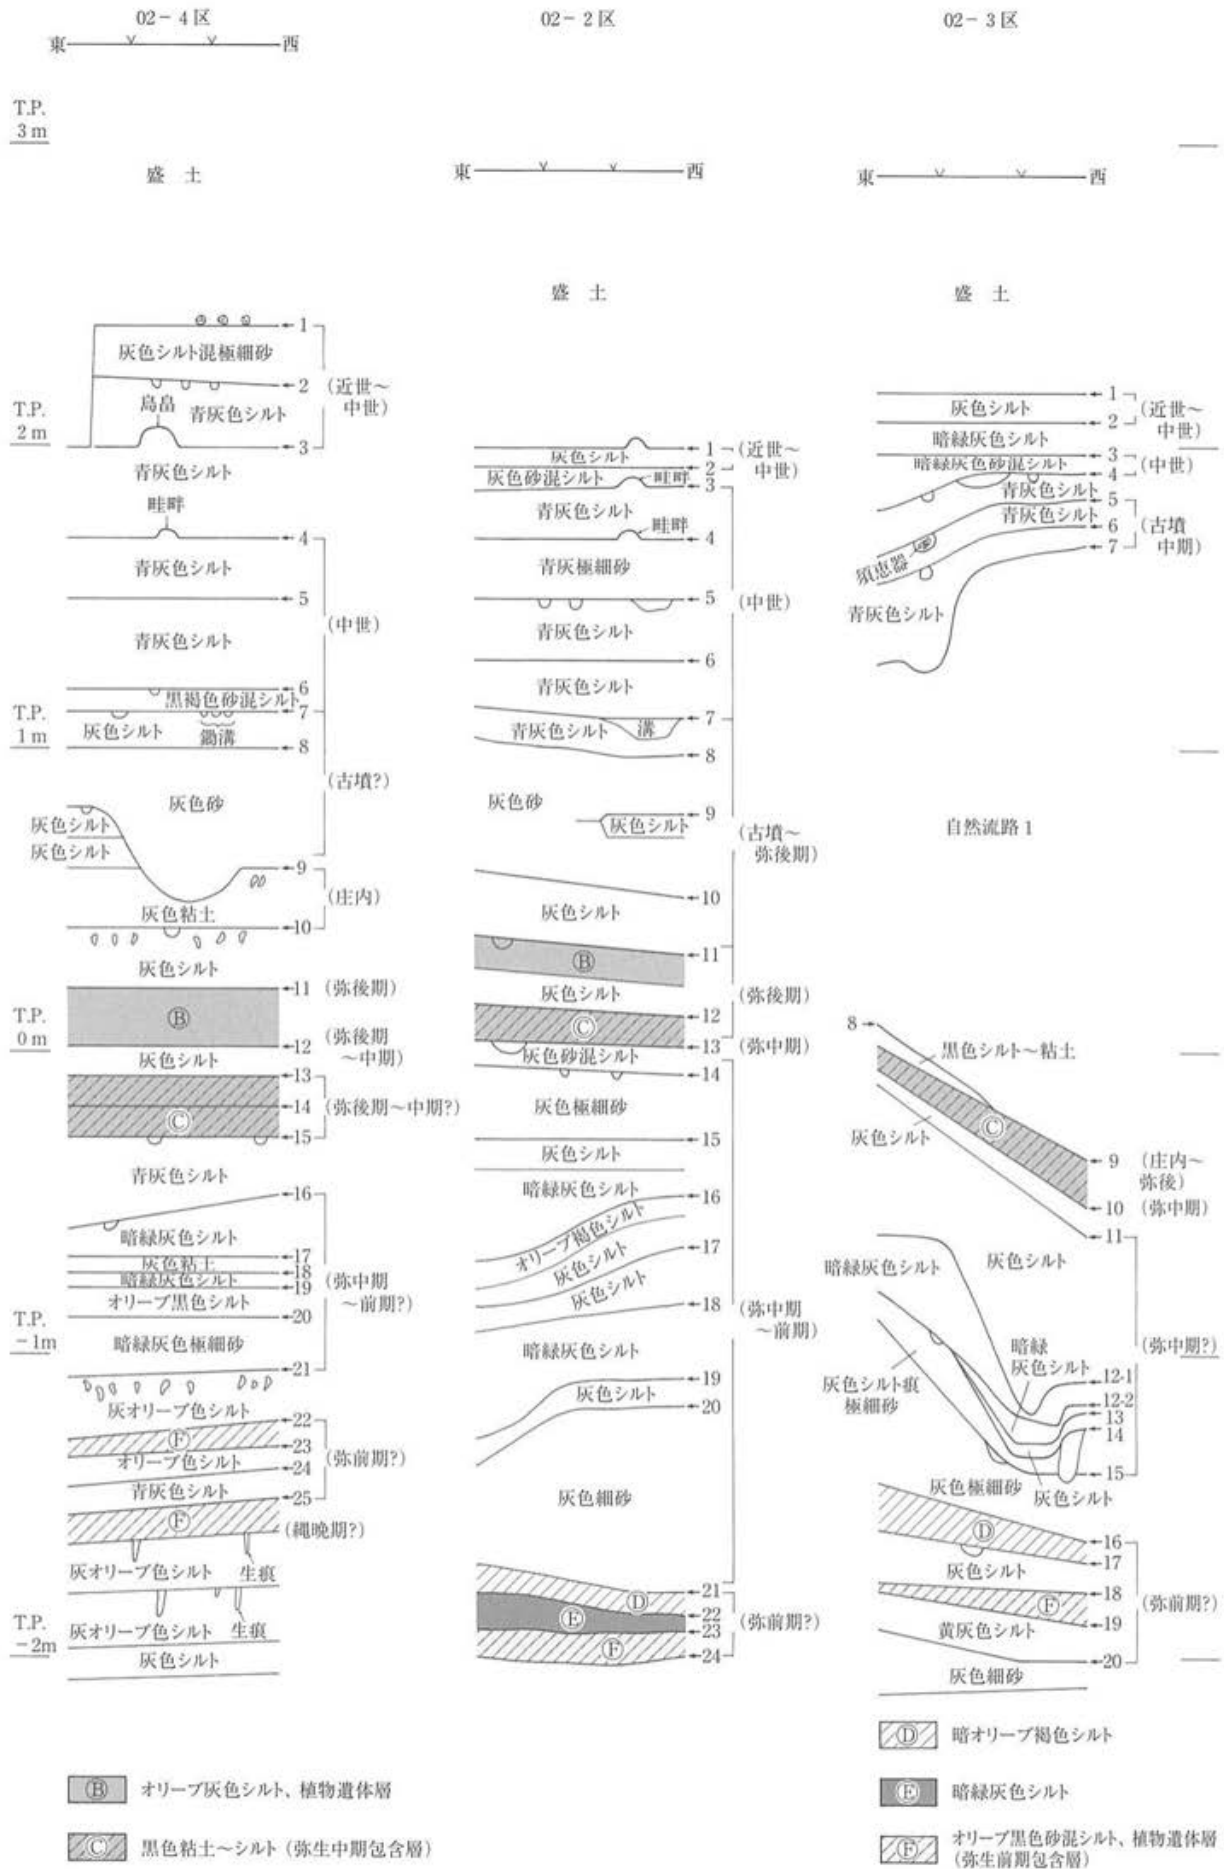 02-4区
東
西
T.P.
3m
盛土
1
灰色シルト混極細砂
2
(近世～
中世)
島畠
青灰色シルト
T.P.
2m
3
青灰色シルト
畦畔
4
青灰色シルト
5
(中世)
青灰色シルト
6
黒褐色砂混シルト
7
T.P.
1m
灰色シルト
鋤溝
8
(古墳?)
灰色砂
灰色シルト
灰色シルト
9
(庄内)
灰色粘土
10
灰色シルト
11
(弥後期)
B
T.P.
0m
12
(弥後期
～中期)
灰色シルト
13
14
(弥後期～中期?)
C
15
青灰色シルト
16
暗緑灰色シルト
17
灰色粘土
18
暗緑灰色シルト
19
(弥中期
～前期?)
オリーブ黒色シルト
20
T.P.
-1m
暗緑灰色極細砂
21
灰オリーブ色シルト
22
F
23
オリーブ色シルト
24
(弥前期?)
青灰色シルト
25
F
(縄晩期?)
灰オリーブ色シルト
生痕
T.P.
-2m
灰オリーブ色シルト
生痕
灰色シルト
B
オリーブ灰色シルト、植物遺体層
C
黒色粘土～シルト(弥生中期包含層)
02-2区
東
西
盛土
1
(近世～
中世)
灰色シルト
2
灰色砂混シルト
畦畔
3
青灰色シルト
畦畔
4
青灰極細砂
5
(中世)
青灰色シルト
6
青灰色シルト
7
青灰色シルト
溝
8
灰色砂
9
灰色シルト
(古墳～
弥後期)
10
灰色シルト
11
B
灰色シルト
(弥後期)
12
C
13
(弥中期)
灰色砂混シルト
14
灰色極細砂
15
灰色シルト
暗緑灰色シルト
16
オリーブ褐色シルト
灰色シルト
17
灰色シルト
18
(弥中期
～前期)
暗緑灰色シルト
19
灰色シルト
20
灰色細砂
21
D
22
E
23
(弥前期?)
F
24
02-3区
東
西
盛土
1
灰色シルト
2
(近世～
中世)
暗緑灰色シルト
3
暗緑灰色砂混シルト
4
(中世)
青灰色シルト
5
青灰色シルト
6
(古墳
中期)
7
須恵器
青灰色シルト
自然流路1
8
黒色シルト～粘土
C
灰色シルト
9
(庄内～
弥後)
10
(弥中期)
11
灰色シルト
暗緑灰色シルト
暗緑
灰色シルト
(弥中期?)
灰色シルト痕
極細砂
12-1
12-2
13
14
15
灰色極細砂
灰色シルト
D
16
17
灰色シルト
18
F
(弥前期?)
19
黄灰色シルト
20
灰色細砂
D
暗オリーブ褐色シルト
E
暗緑灰色シルト
F
オリーブ黒色砂混シルト、植物遺体層
(弥生前期包含層)